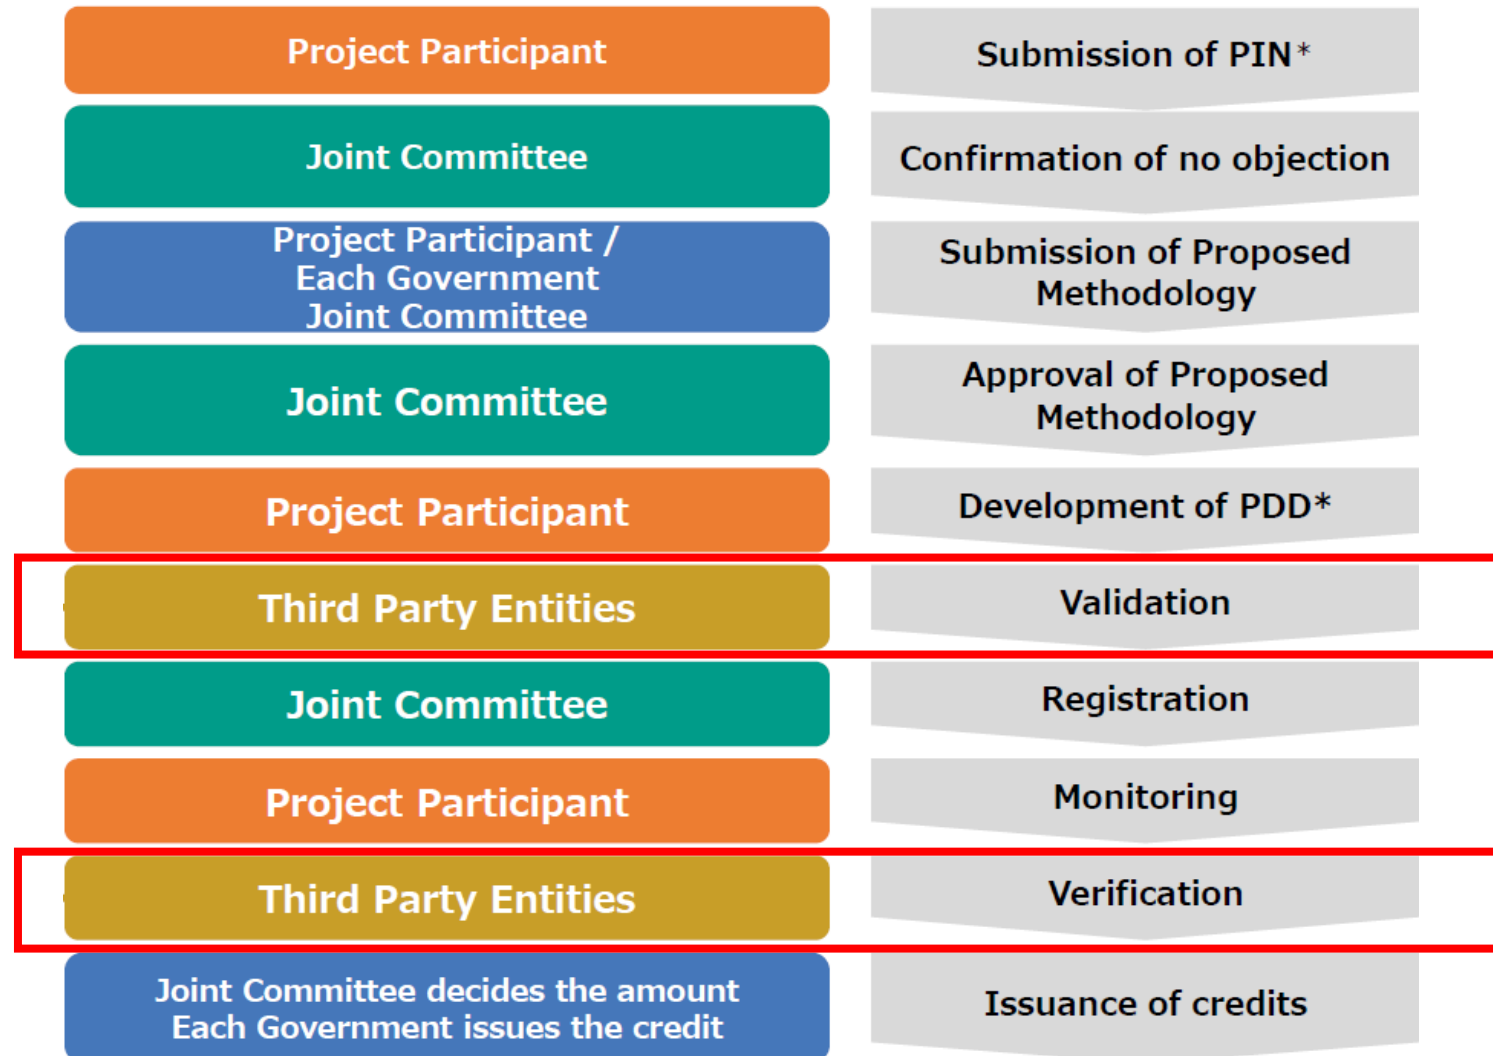 Project Participant
Submission of PIN*
Joint Committee
Confirmation of no objection
Project Participant /
Each Government
Joint Committee
Submission of Proposed
Methodology
Joint Committee
Approval of Proposed
Methodology
Project Participant
Development of PDD*
Third Party Entities
Validation
Joint Committee
Registration
Project Participant
Monitoring
Third Party Entities
Verification
Joint Committee decides the amount
Each Government issues the credit
Issuance of credits